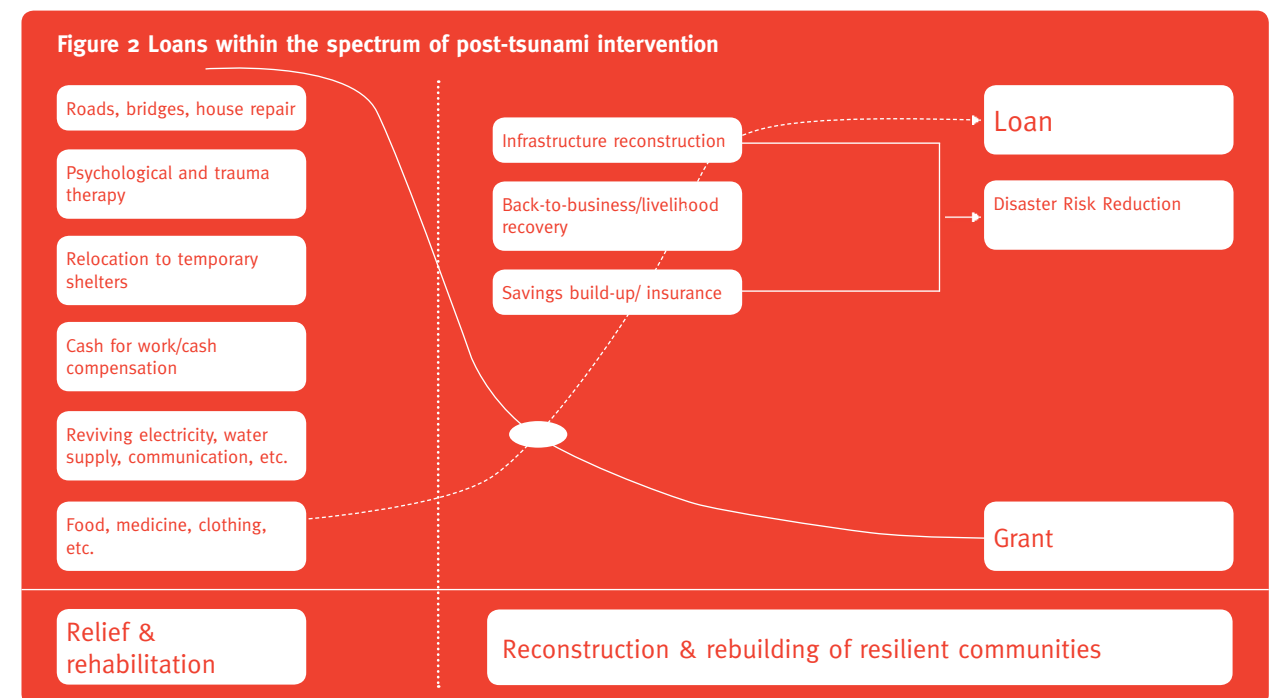 Figure 2 Loans within the spectrum of post-tsunami intervention
Roads, bridges, house repair
Psychological and trauma
therapy
Relocation to temporary
shelters
Cash for work/cash
compensation
Reviving electricity, water
supply, communication, etc.
Food, medicine, clothing,
etc.
Infrastructure reconstruction
Back-to-business/livelihood
recovery
Savings build-up/ insurance
Loan
Disaster Risk Reduction
Grant
Relief &
rehabilitation
Reconstruction & rebuilding of resilient communities